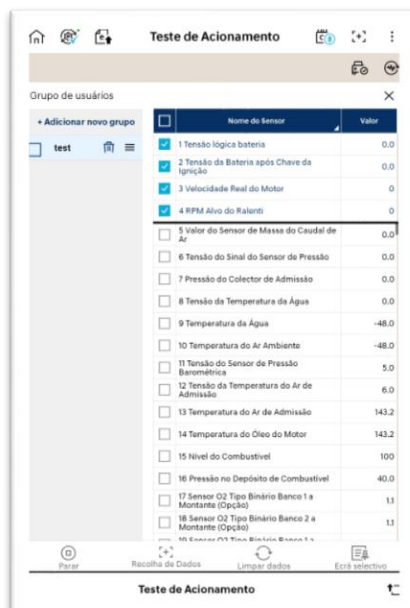 Teste de Acionamento
Grupo de usuários
+ Adicionar novo grupo
Nome do Sensor
Valor
test
1 Tensão lógica bateria
0.0
2 Tensão da Bateria após Chave da
Ignição
0.0
3 Velocidade Real do Motor
0
4 RPM Alvo do Ralenti
0
5 Valor do Sensor de Massa do Caudal de
Ar
0.0
6 Tensão do Sinal do Sensor de Pressão
0.0
7 Pressão do Colector de Admissão
0.0
8 Tensão da Temperatura da Água
0.0
9 Temperatura da Água
-48.0
10 Temperatura do Ar Ambiente
-48.0
11 Tensão do Sensor de Pressão
Barométrica
5.0
12 Tensão da Temperatura do Ar de
Admissão
6.0
13 Temperatura do Ar de Admissão
143.2
14 Temperatura do Óleo do Motor
143.2
15 Nível do Combustível
100
16 Pressão no Depósito de Combustível
40.0
17 Sensor O2 Tipo Binário Banco 1 a
Montante (Opção)
1.1
18 Sensor O2 Tipo Binário Banco 2 a
Montante (Opção)
1.1
19 Sensor O2 Tipo Binário Banco 1 a
Parar
Recolha de Dados
Limpar dados
Ecrã selectivo
Teste de Acionamento